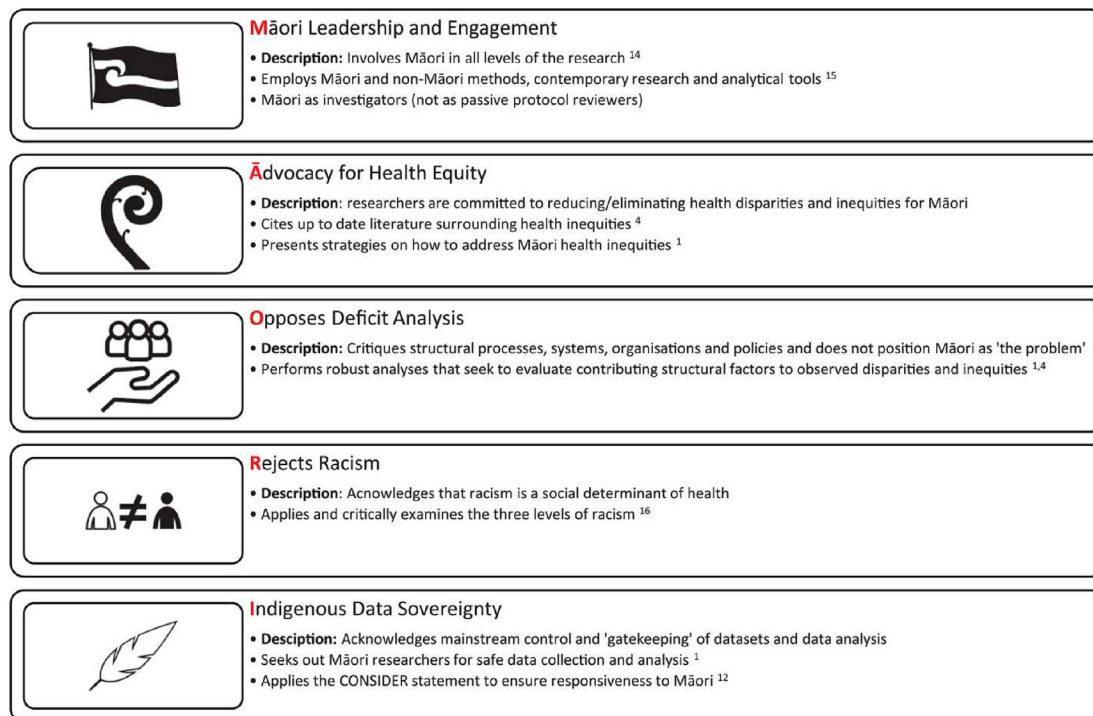 Māori Leadership and Engagement
• Description: Involves Māori in all levels of the research 14
• Employs Māori and non-Māori methods, contemporary research and analytical tools 15
• Māori as investigators (not as passive protocol reviewers)
Ādvocacy for Health Equity
• Description: researchers are committed to reducing/eliminating health disparities and inequities for Māori
• Cites up to date literature surrounding health inequities 4
• Presents strategies on how to address Māori health inequities 1
Opposes Deficit Analysis
• Description: Critiques structural processes, systems, organisations and policies and does not position Māori as 'the problem'
• Performs robust analyses that seek to evaluate contributing structural factors to observed disparities and inequities 1,4
Rejects Racism
• Description: Acnowledges that racism is a social determinant of health
• Applies and critically examines the three levels of racism 16
Indigenous Data Sovereignty
• Desciption: Acknowledges mainstream control and 'gatekeeping' of datasets and data analysis
• Seeks out Māori researchers for safe data collection and analysis 1
• Applies the CONSIDER statement to ensure responsiveness to Māori 12